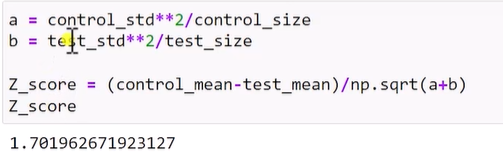 a = control_std**2/control_size
b = test_std**2/test_size
Z_score = (control_mean-test_mean)/np.sqrt(a+b)
Z_score
1.701962671923127